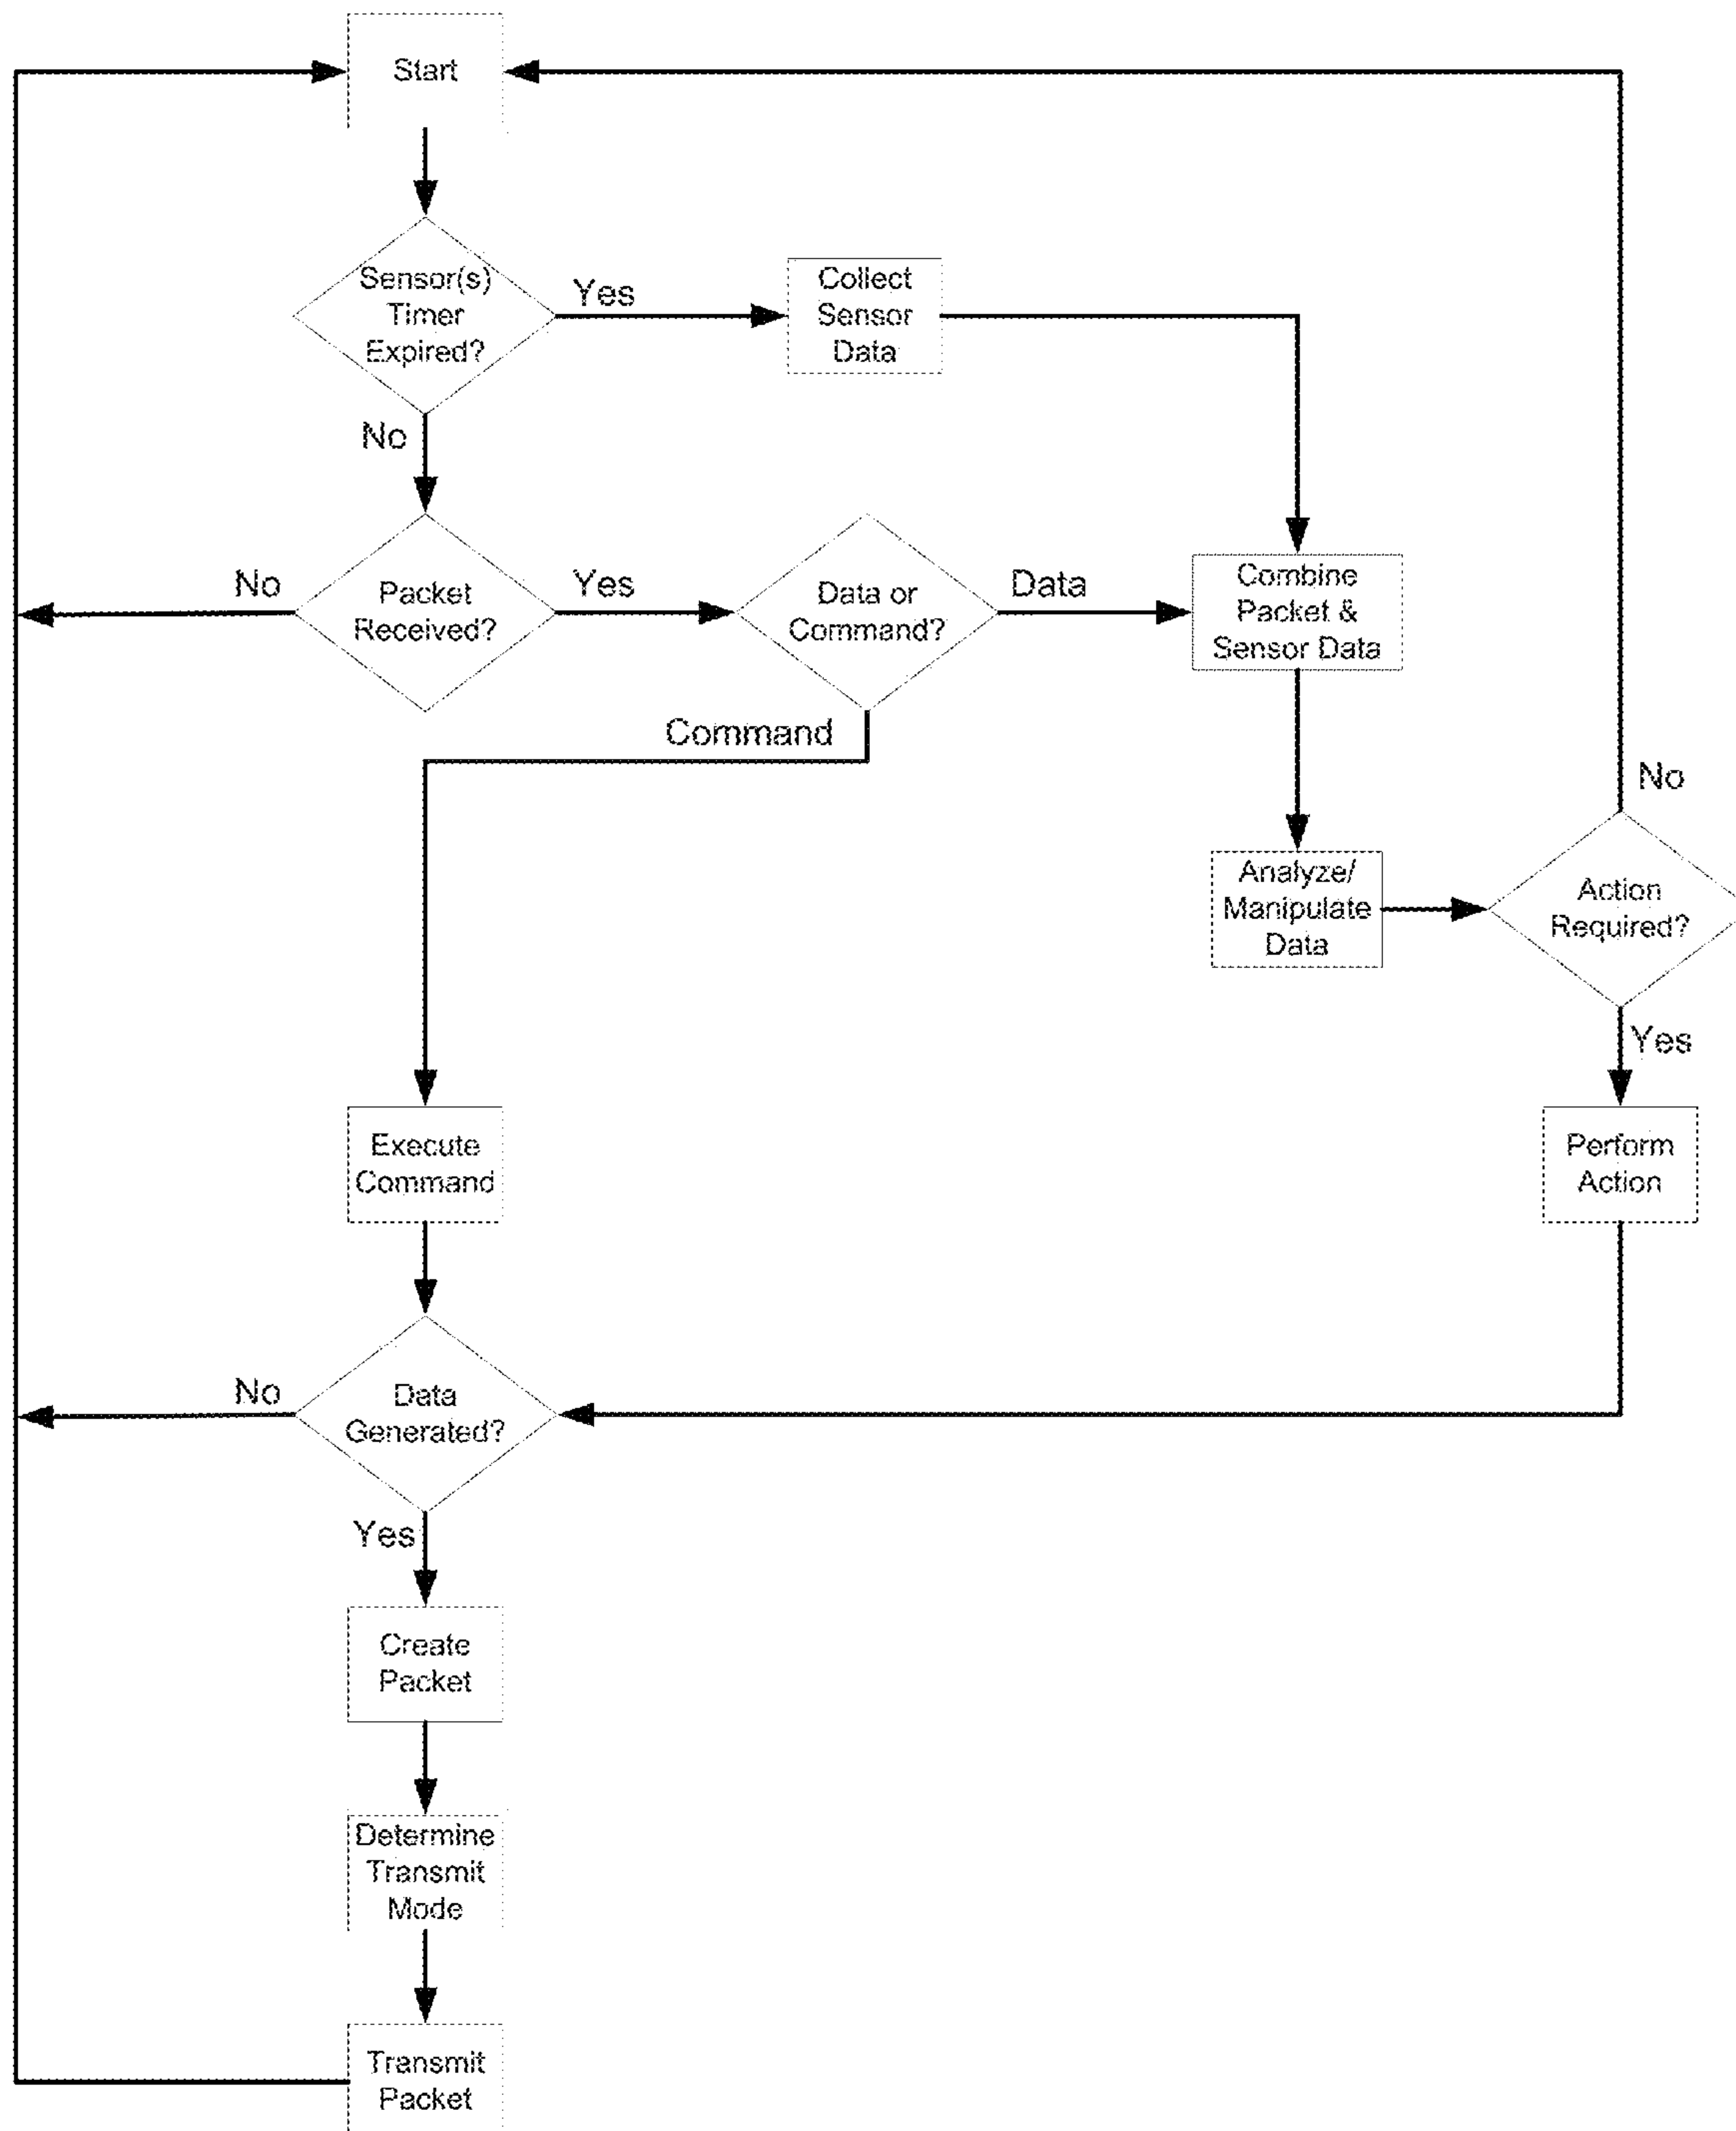 Start
Sensor(s)
Timer
Expired?
Yes
Collect
Sensor
Data
No
No
Packet
Received?
Yes
Data or
Command?
Data
Combine
Packet &
Sensor Data
Command
No
Analyze/
Manipulate
Data
Action
Required?
Yes
Execute
Command
Perform
Action
No
Data
Generated?
Yes
Create
Packet
Determine
Transmit
Mode
Transmit
Packet